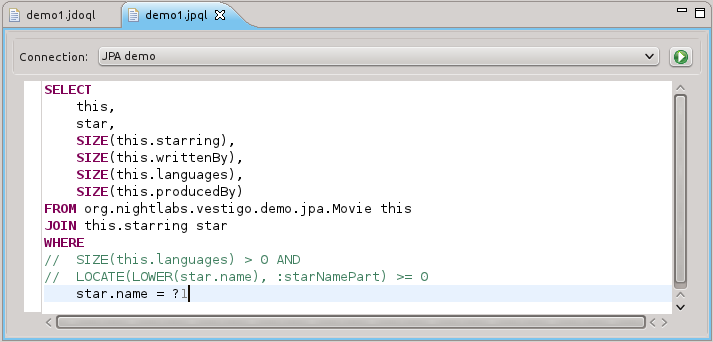 demo1.jdoql demo1.jpql
Connection: JPA demo
SELECT
    this,
    star,
    SIZE(this.starring),
    SIZE(this.writtenBy),
    SIZE(this.languages),
    SIZE(this.producedBy)
FROM org.nightlabs.vestigo.demo.jpa.Movie this
JOIN this.starring star
WHERE
//  SIZE(this.languages) > 0 AND
//  LOCATE(LOWER(star.name), :starNamePart) >= 0
    star.name = ?1